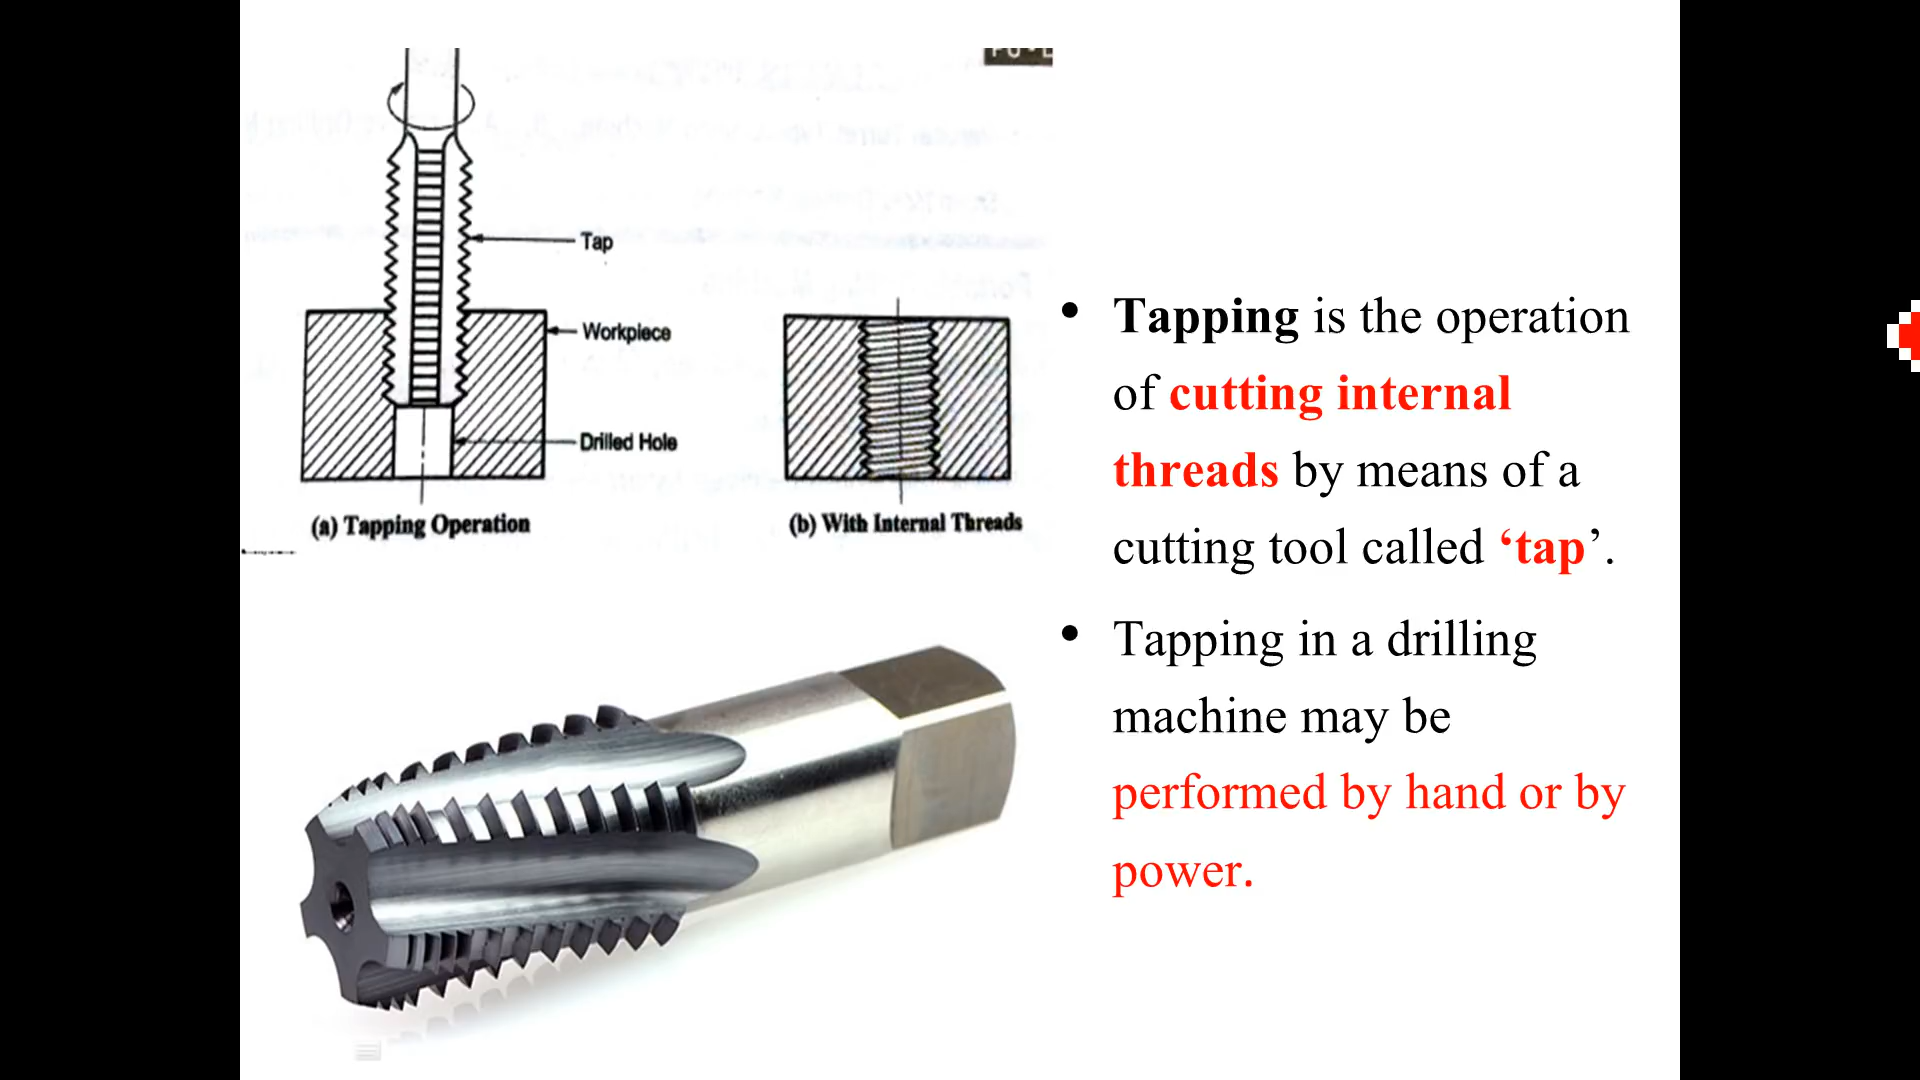 Tap
Workpiece
Drilled Hole
(a) Tapping Operation
(b) With Internal Threads
• Tapping is the operation
of cutting internal
threads by means of a
cutting tool called ‘tap’.
• Tapping in a drilling
machine may be
performed by hand or by
power.